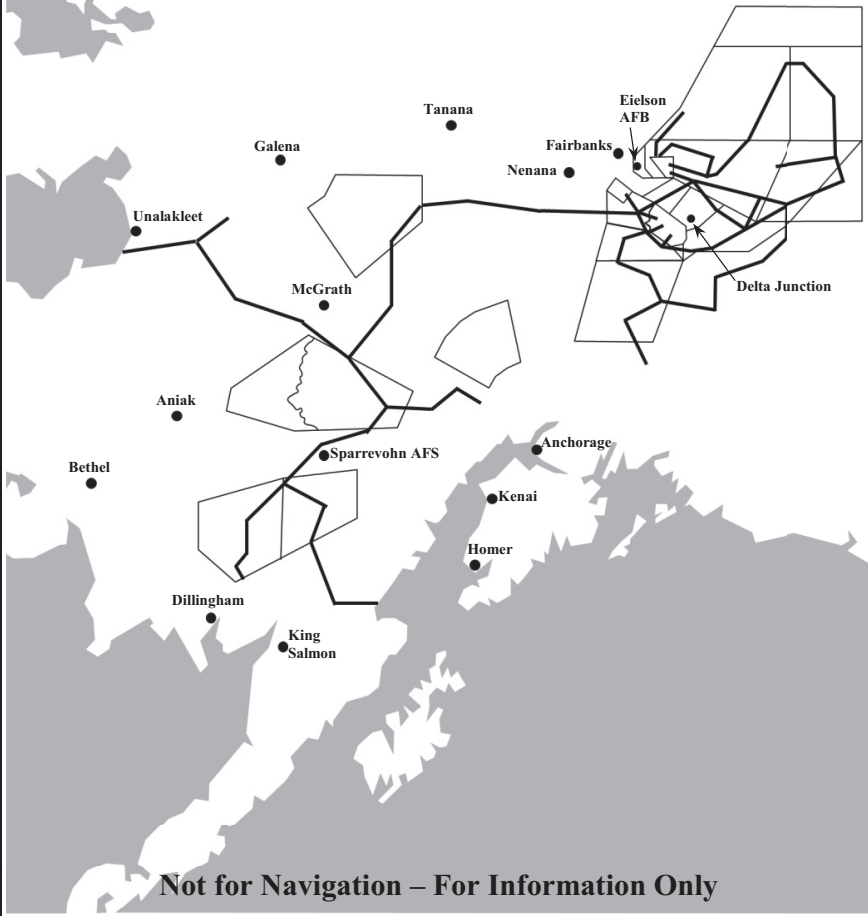 Eielson
AFB
Tanana
Fairbanks
Galena
Nenana
Unalakleet
McGrath
Delta Junction
Aniak
Anchorage
Sparrevohn AFS
Bethel
Kenai
Homer
Dillingham
King
Salmon
Not for Navigation – For Information Only